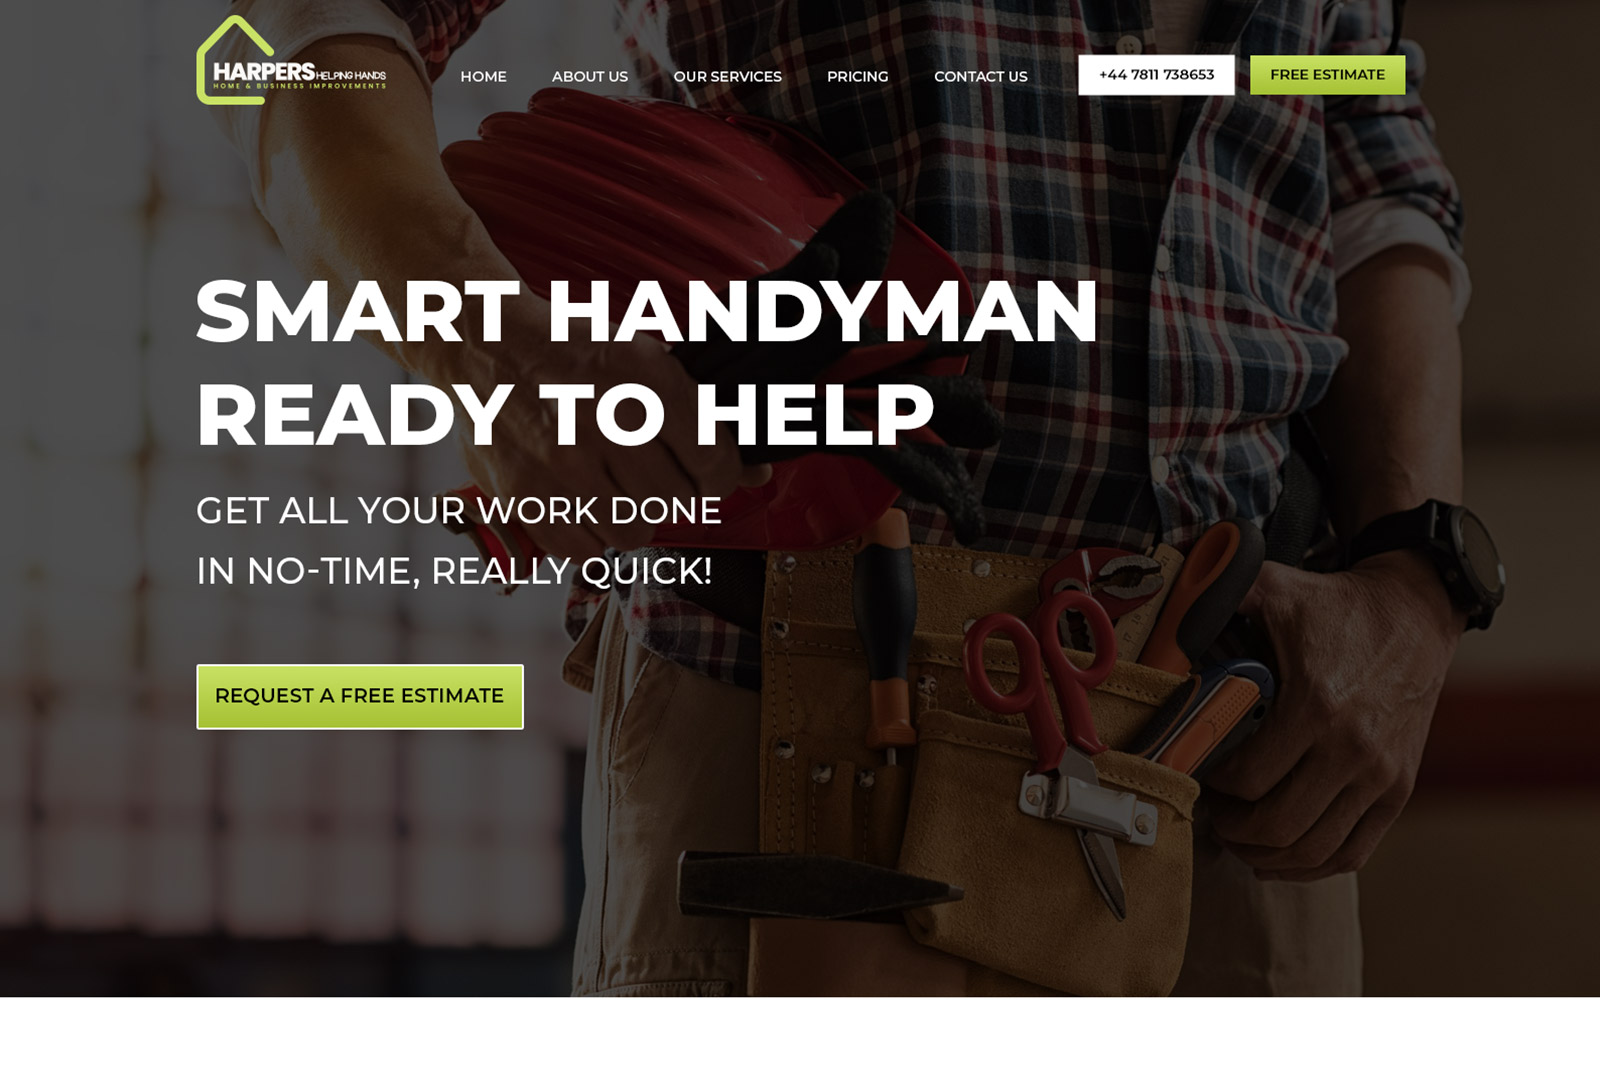 HARPERS HELPING HANDS
HOME & BUSINESS IMPROVEMENTS
HOME
ABOUT US
OUR SERVICES
PRICING
CONTACT US
+44 7811 738653
FREE ESTIMATE
SMART HANDYMAN
READY TO HELP
GET ALL YOUR WORK DONE
IN NO-TIME, REALLY QUICK!
REQUEST A FREE ESTIMATE